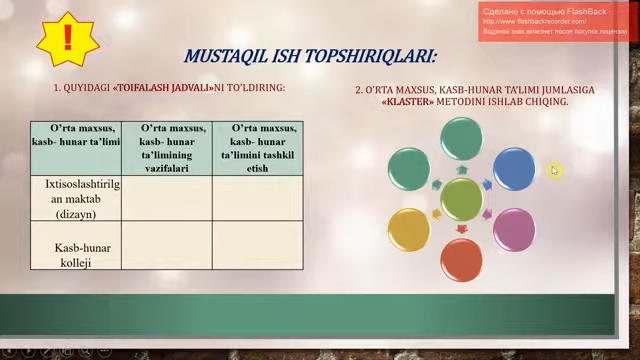 Сделано с помощью FlashBack
http://www.flashbackrecorder.com/
Водяной знак исчезнет после покупки лицензии
!
MUSTAQIL ISH TOPSHIRIQLARI:
1. QUYIDAGI «TOIFALASH JADVALI»NI TO'LDIRING:
2. O'RTA MAXSUS, KASB-HUNAR TA'LIMI JUMLASIGA
«KLASTER» METODINI ISHLAB CHIQING.
O'rta maxsus,
kasb- hunar ta'limi
O'rta maxsus,
kasb- hunar
ta'limining
vazifalari
O'rta maxsus,
kasb- hunar
ta'limini tashkil
etish
Ixtisoslashtirilg
an maktab
(dizayn)
Kasb-hunar
kolleji